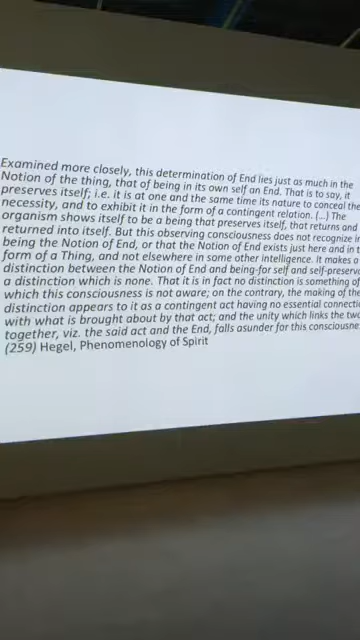 Examined more closely, this determination of End lies just as much in the
Notion of the thing, that of being in its own self an End. That is to say, it
preserves itself; i.e. it is at one and the same time its nature to conceal the
necessity, and to exhibit it in the form of a contingent relation. (...) The
organism shows itself to be a being that preserves itself, that returns and
returned into itself. But this observing consciousness does not recognize in
being the Notion of End, or that the Notion of End exists just here and in t
form of a Thing, and not elsewhere in some other intelligence. It makes a
distinction between the Notion of End and being-for self and self-preserva
a distinction which is none. That it is in fact no distinction is something of
which this consciousness is not aware; on the contrary, the making of the
distinction appears to it as a contingent act having no essential connecti
with what is brought about by that act; and the unity which links the two
together, viz. the said act and the End, falls asunder for this consciousne
(259) Hegel, Phenomenology of Spirit